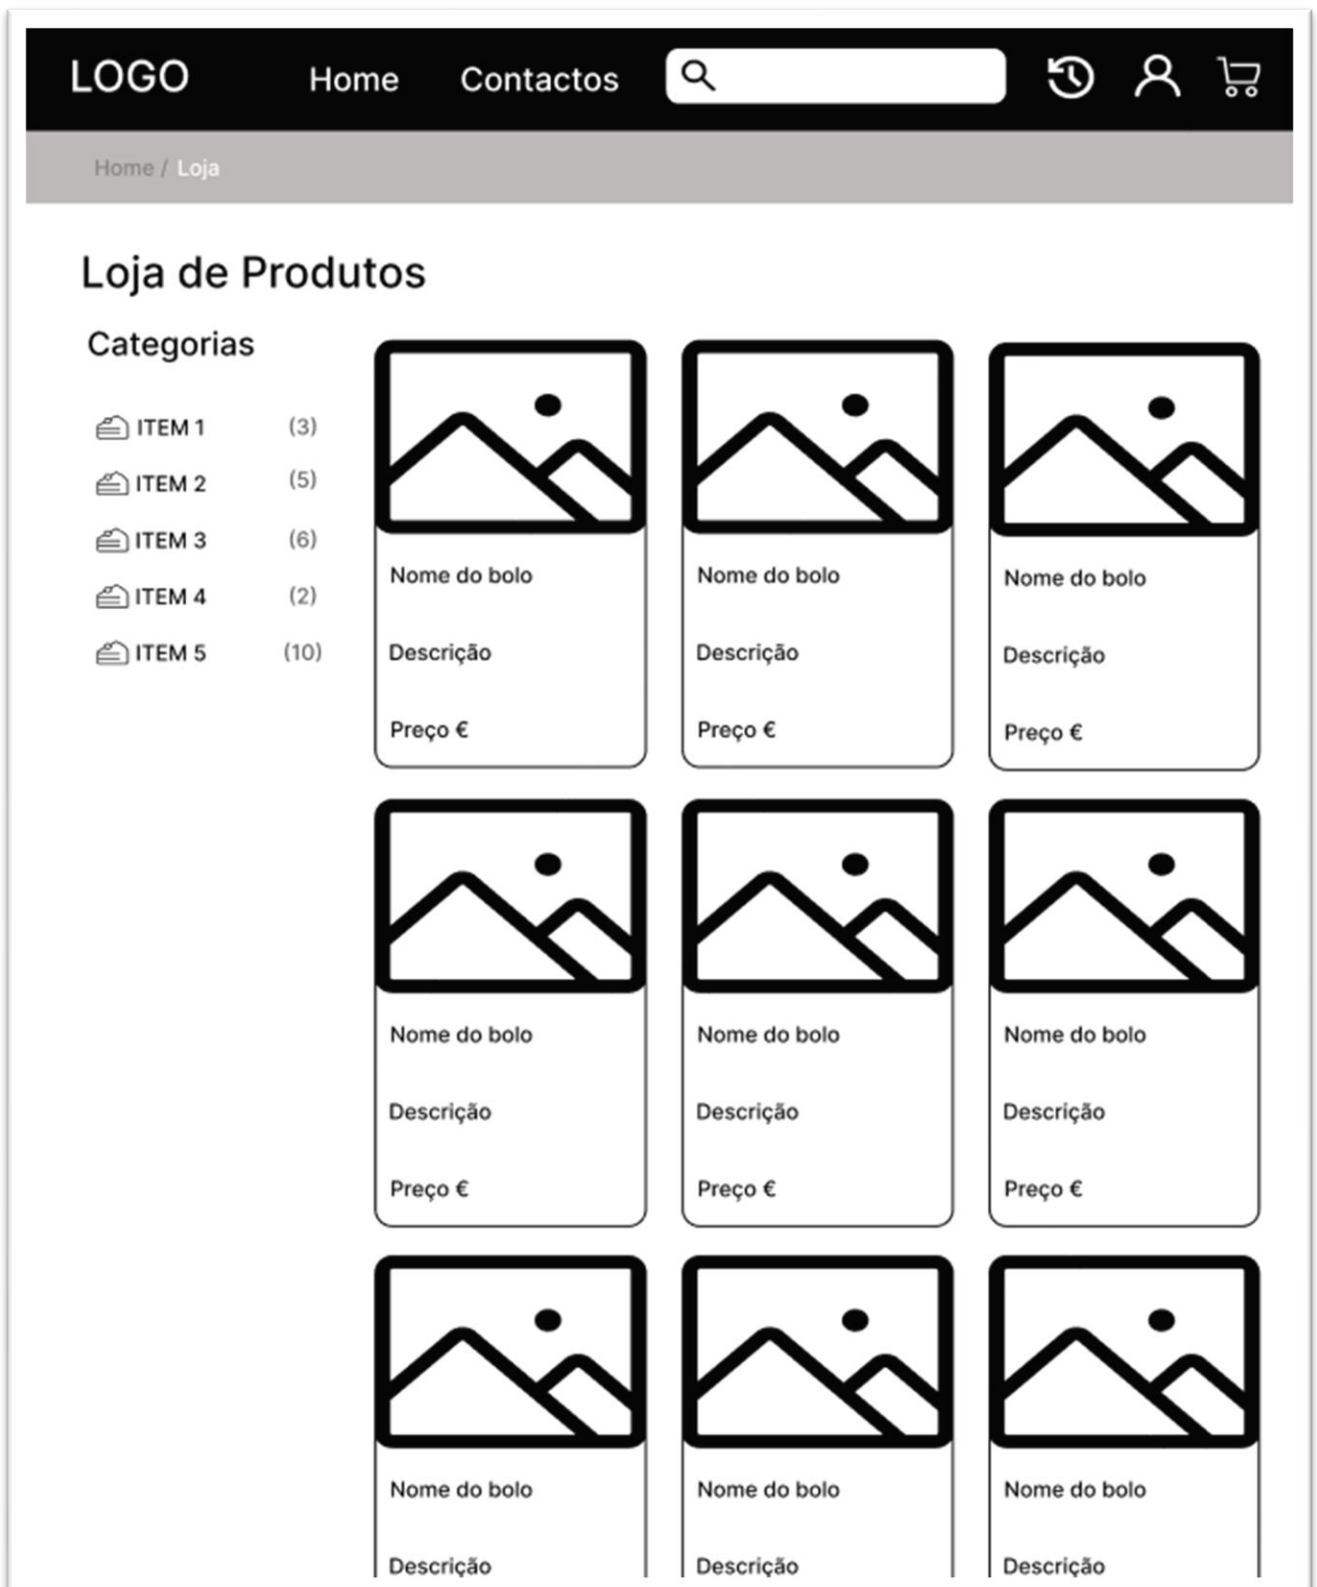 LOGO Home Contactos
Home / Loja
Loja de Produtos
Categorias
ITEM 1 (3)
ITEM 2 (5)
ITEM 3 (6)
ITEM 4 (2)
ITEM 5 (10)
Nome do bolo
Descrição
Preço €
Nome do bolo
Descrição
Preço €
Nome do bolo
Descrição
Preço €
Nome do bolo
Descrição
Preço €
Nome do bolo
Descrição
Preço €
Nome do bolo
Descrição
Preço €
Nome do bolo
Descrição
Nome do bolo
Descrição
Nome do bolo
Descrição